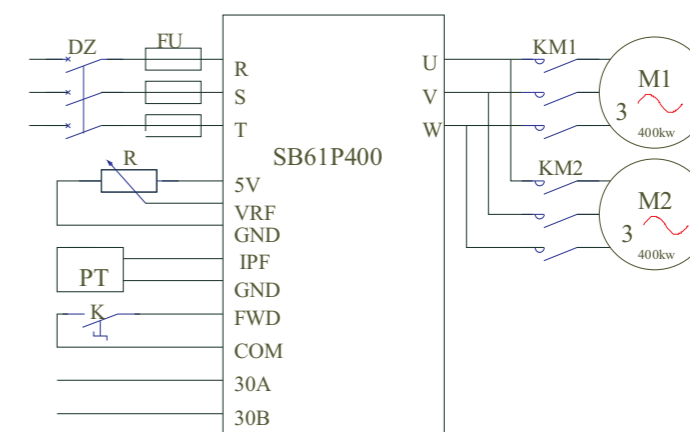 DZ
FU
R
S
T
U
V
W
KM1
M1
3
400kw
SB61P400
R
5V
VRF
GND
KM2
M2
3
400kw
PT
IPF
GND
K
FWD
COM
30A
30B